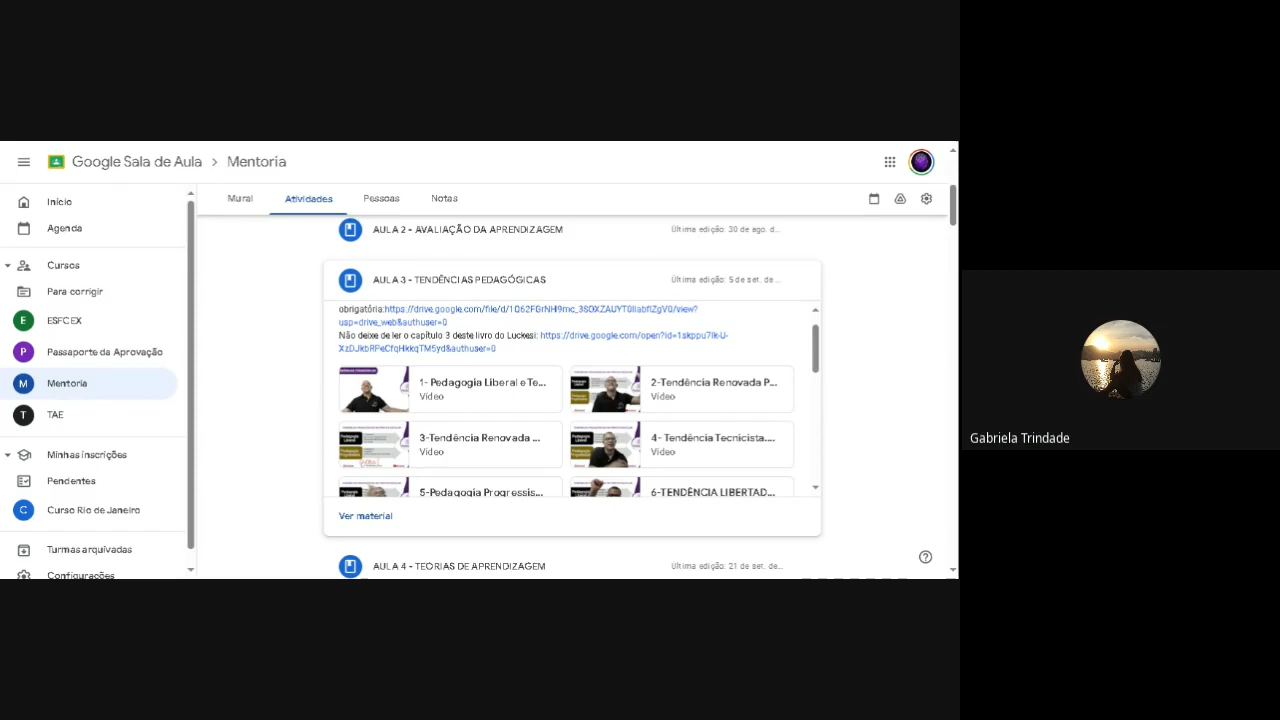 Google Sala de Aula > Mentoria
Mural Atividades Pessoas Notas
Início
Agenda
Cursos
Para corrigir
E ESFCEX
P Passaporte da Aprovação
M Mentoria
T TAE
Minhas inscrições
Pendentes
C Curso Rio de Janeiro
Turmas arquivadas
Configurações
AULA 2 - AVALIAÇÃO DA APRENDIZAGEM Última edição: 30 de ago. d...
AULA 3 - TENDÊNCIAS PEDAGÓGICAS Última edição: 5 de set. de...
usp=drive_web&authuser=0
Não deixe de ler o capítulo 3 deste livro do Luckesi:
1- Pedagogia Liberal e Te...
Vídeo
2-Tendência Renovada P...
Vídeo
3-Tendência Renovada ...
Vídeo
4- Tendência Tecnicista....
Vídeo
5-Pedagogia Progressis...
6-TENDÊNCIA LIBERTAD...
Ver material
AULA 4 - TEORIAS DE APRENDIZAGEM Última edição: 21 de set. de...
Gabriela Trindade